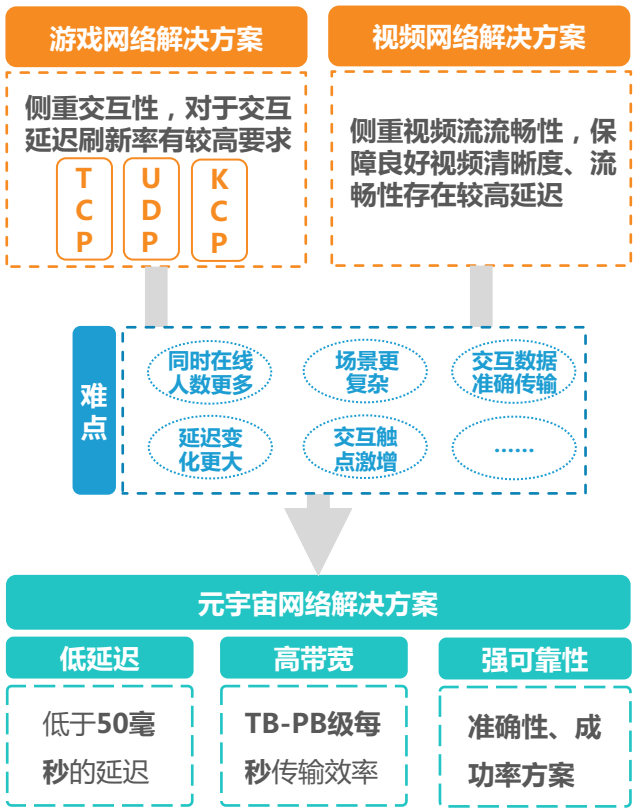 游戏网络解决方案
侧重交互性，对于交互
延迟刷新率有较高要求
TCP
UDP
KCP
视频网络解决方案
侧重视频流流畅性，保
障良好视频清晰度、流
畅性存在较高延迟
难点
同时在线
人数更多
场景更
复杂
交互数据
准确传输
延迟变
化更大
交互触
点激增
……
元宇宙网络解决方案
低延迟
低于50毫
秒的延迟
高带宽
TB-PB级每
秒传输效率
强可靠性
准确性、成
功率方案